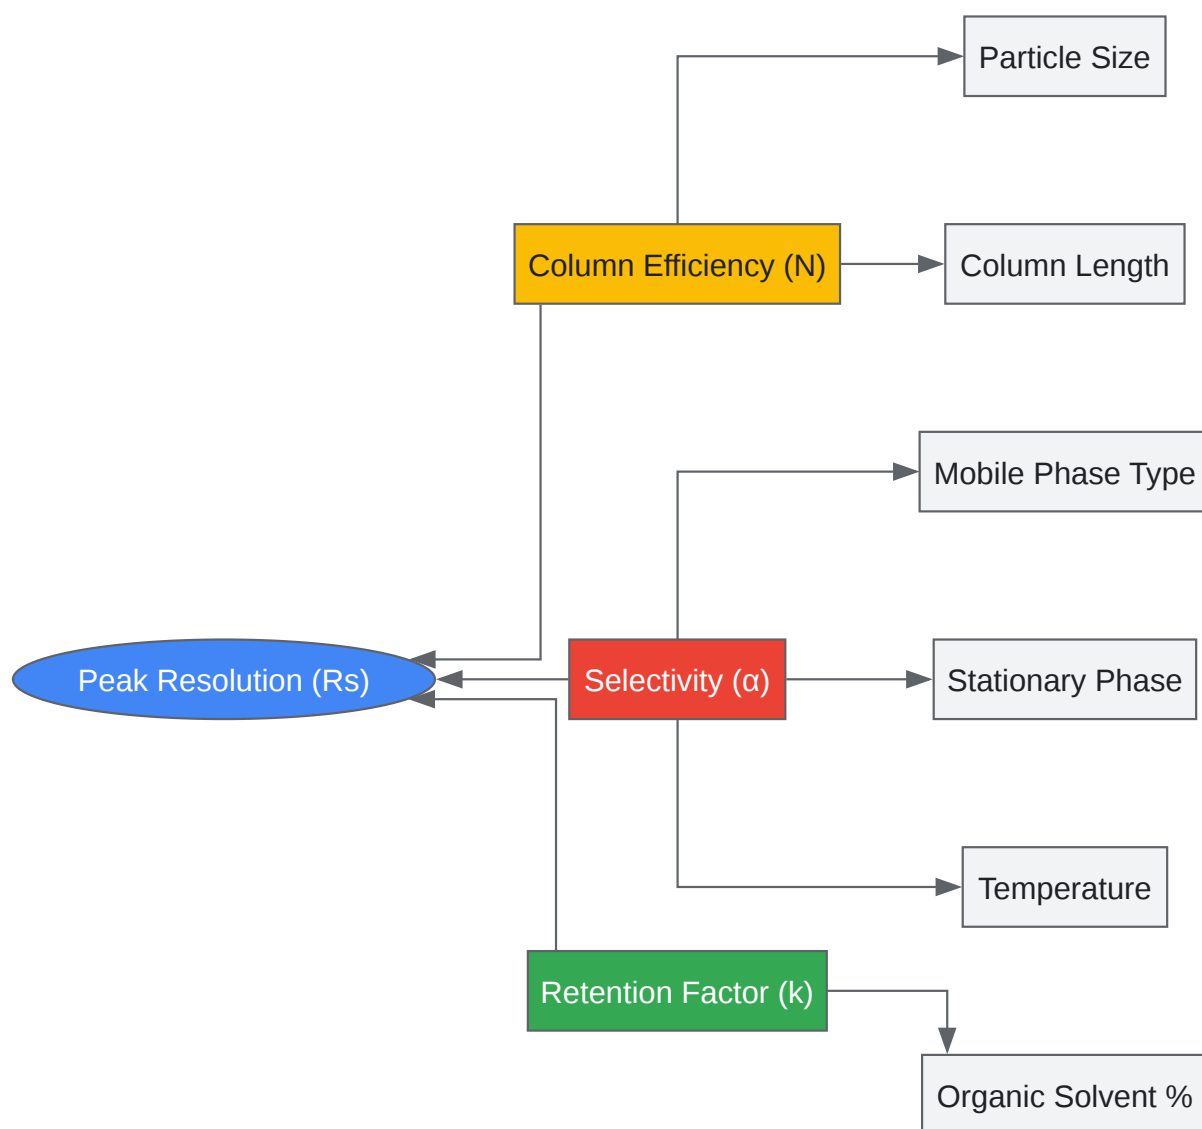 Particle Size
Column Efficiency (N)
Column Length
Mobile Phase Type
Peak Resolution (Rs)
Selectivity (α)
Stationary Phase
Temperature
Retention Factor (k)
Organic Solvent %